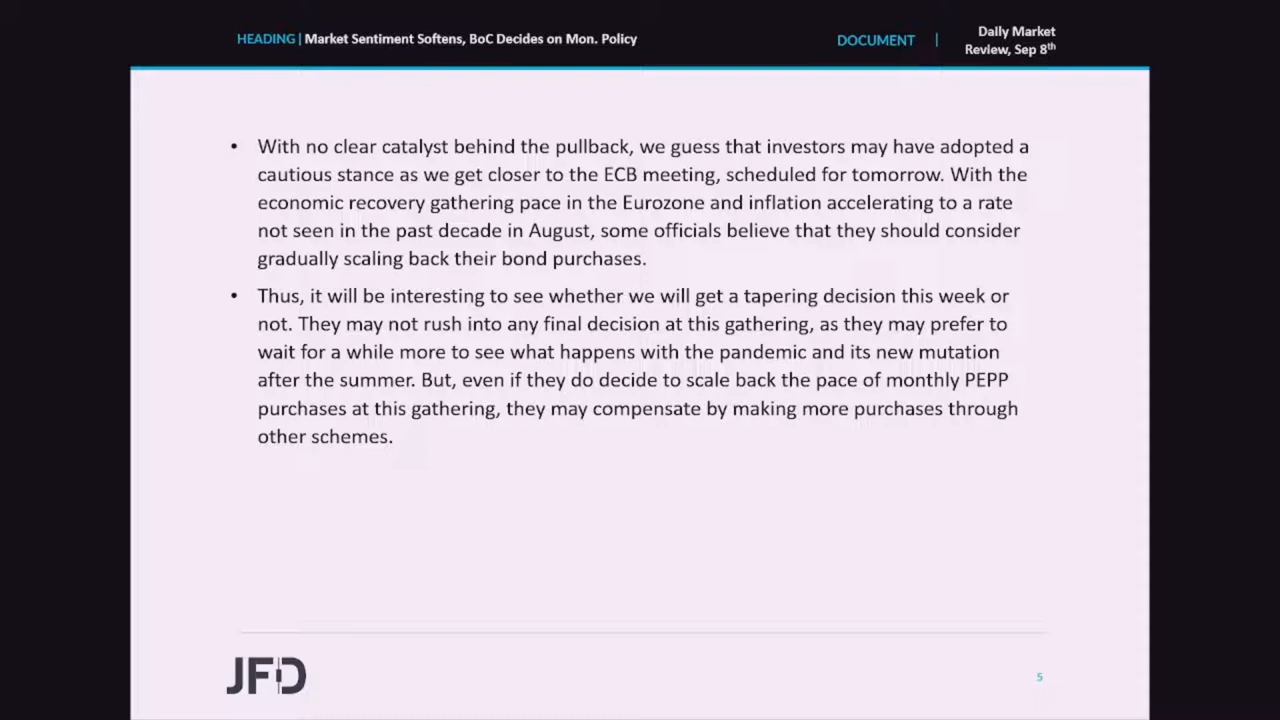 HEADING | Market Sentiment Softens, BoC Decides on Mon. Policy
DOCUMENT |
Daily Market
Review, Sep 8th
• With no clear catalyst behind the pullback, we guess that investors may have adopted a
cautious stance as we get closer to the ECB meeting, scheduled for tomorrow. With the
economic recovery gathering pace in the Eurozone and inflation accelerating to a rate
not seen in the past decade in August, some officials believe that they should consider
gradually scaling back their bond purchases.
• Thus, it will be interesting to see whether we will get a tapering decision this week or
not. They may not rush into any final decision at this gathering, as they may prefer to
wait for a while more to see what happens with the pandemic and its new mutation
after the summer. But, even if they do decide to scale back the pace of monthly PEPP
purchases at this gathering, they may compensate by making more purchases through
other schemes.
JFD
5